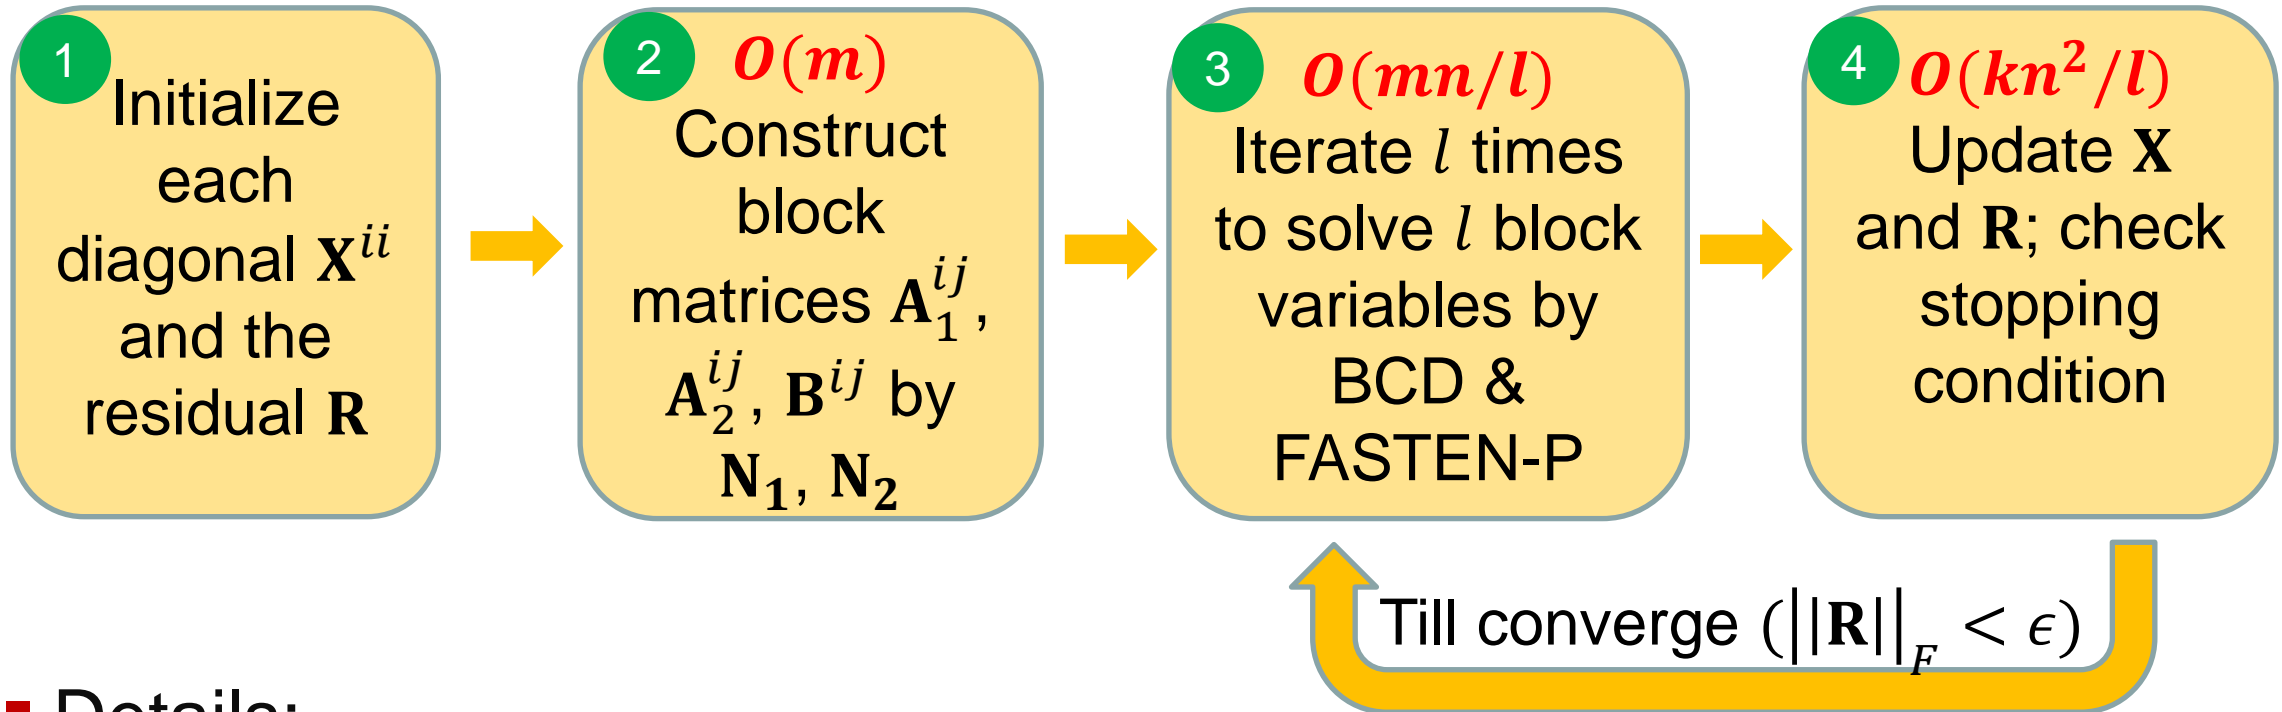 1
Initialize
each
diagonal 𝐗^{ii}
and the
residual 𝐑
2
O(m)
Construct
block
matrices 𝐀_1^{ij},
𝐀_2^{ij}, 𝐁^{ij} by
𝐍_1, 𝐍_2
3
O(mn/l)
Iterate l times
to solve l block
variables by
BCD &
FASTEN-P
4
O(kn^2/l)
Update 𝐗
and 𝐑; check
stopping
condition
Till converge (||𝐑||_F < ϵ)
Details: